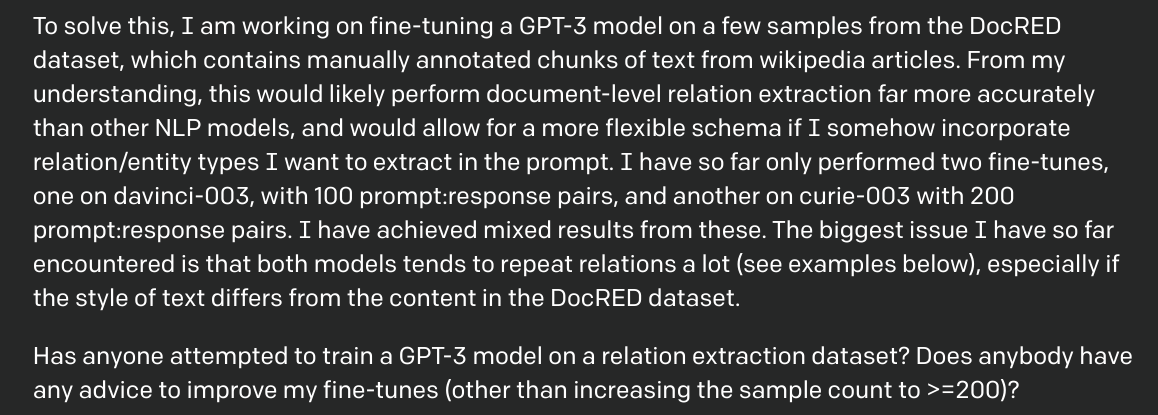 To solve this, I am working on fine-tuning a GPT-3 model on a few samples from the DocRED
dataset, which contains manually annotated chunks of text from wikipedia articles. From my
understanding, this would likely perform document-level relation extraction far more accurately
than other NLP models, and would allow for a more flexible schema if I somehow incorporate
relation/entity types I want to extract in the prompt. I have so far only performed two fine-tunes,
one on davinci-003, with 100 prompt:response pairs, and another on curie-003 with 200
prompt:response pairs. I have achieved mixed results from these. The biggest issue I have so far
encountered is that both models tends to repeat relations a lot (see examples below), especially if
the style of text differs from the content in the DocRED dataset.
Has anyone attempted to train a GPT-3 model on a relation extraction dataset? Does anybody have
any advice to improve my fine-tunes (other than increasing the sample count to >=200)?